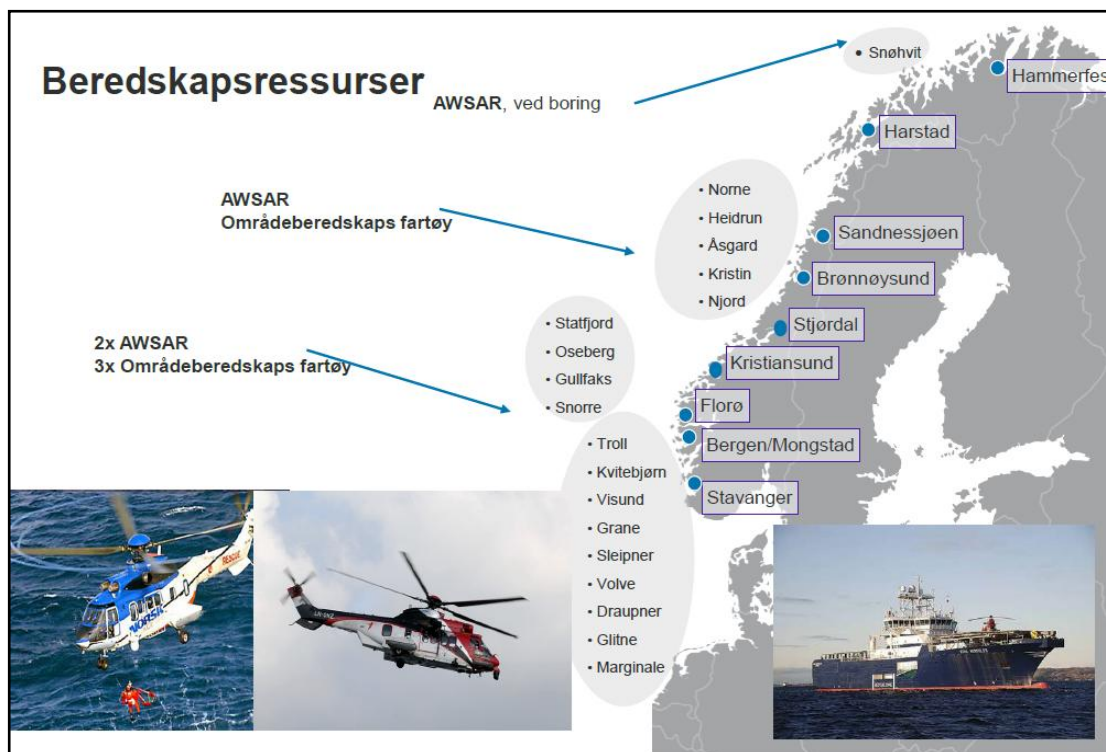 Beredskapsressurser
AWSAR, ved boring
• Snøhvit
Hammerfes
Harstad
AWSAR
Områdeberedskaps fartøy
• Norne
• Heidrun
• Åsgard
• Kristin
• Njord
Sandnessjøen
Brønnøysund
Stjørdal
Kristiansund
Florø
Bergen/Mongstad
Stavanger
2x AWSAR
3x Områdeberedskaps fartøy
• Statfjord
• Oseberg
• Gullfaks
• Snorre
• Troll
• Kvitebjørn
• Visund
• Grane
• Sleipner
• Volve
• Draupner
• Glitne
• Marginale
RESCUE